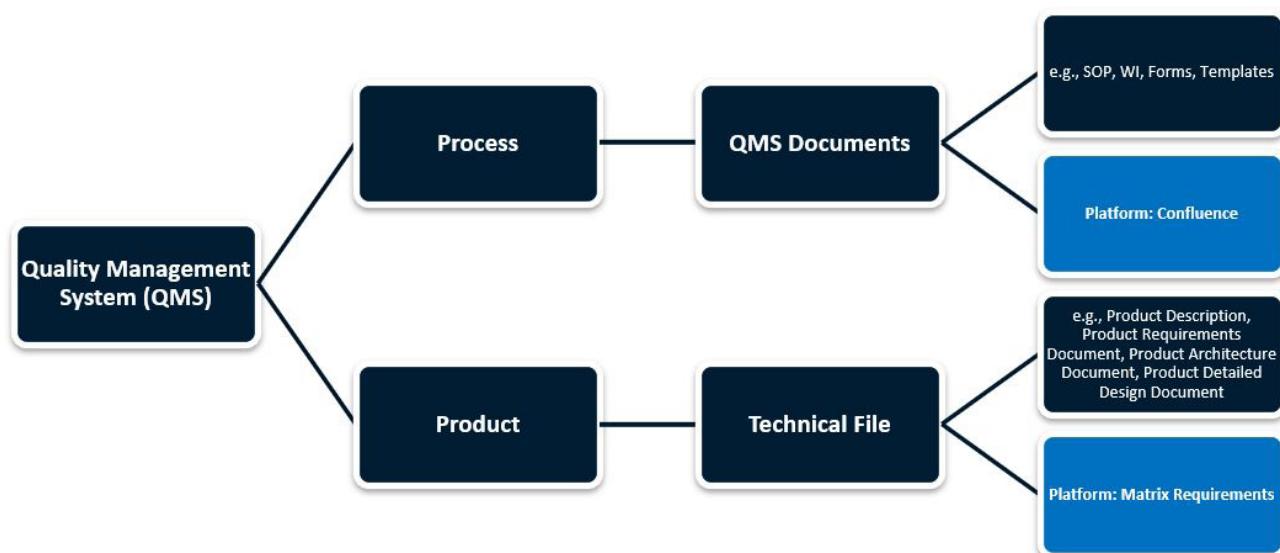 Quality Management
System (QMS)
Process
QMS Documents
e.g., SOP, WI, Forms, Templates
Platform: Confluence
Product
Technical File
e.g., Product Description,
Product Requirements
Document, Product Architecture
Document, Product Detailed
Design Document
Platform: Matrix Requirements